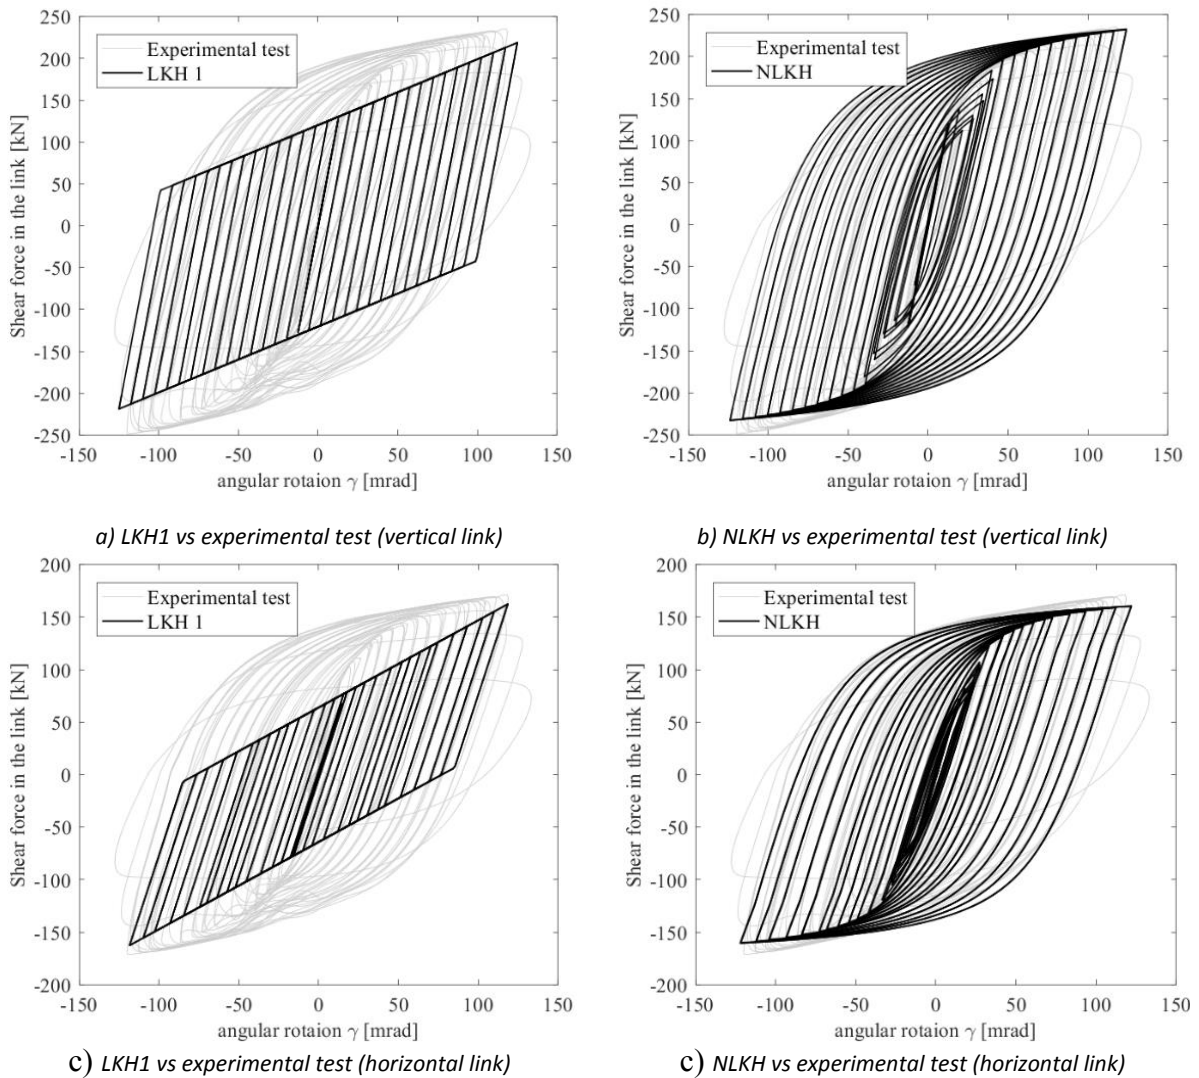 250
200
150
100
50
0
-50
-100
-150
-200
-250
Shear force in the link [kN]
Experimental test
LKH 1
-150 -100 -50 0 50 100 150
angular rotaion γ [mrad]
a) LKH1 vs experimental test (vertical link)
250
200
150
100
50
0
-50
-100
-150
-200
-250
Shear force in the link [kN]
Experimental test
NLKH
-150 -100 -50 0 50 100 150
angular rotaion γ [mrad]
b) NLKH vs experimental test (vertical link)
200
150
100
50
0
-50
-100
-150
-200
Shear force in the link [kN]
Experimental test
LKH 1
-150 -100 -50 0 50 100 150
angular rotaion γ [mrad]
c) LKH1 vs experimental test (horizontal link)
200
150
100
50
0
-50
-100
-150
-200
Shear force in the link [kN]
Experimental test
NLKH
-150 -100 -50 0 50 100 150
angular rotaion γ [mrad]
c) NLKH vs experimental test (horizontal link)